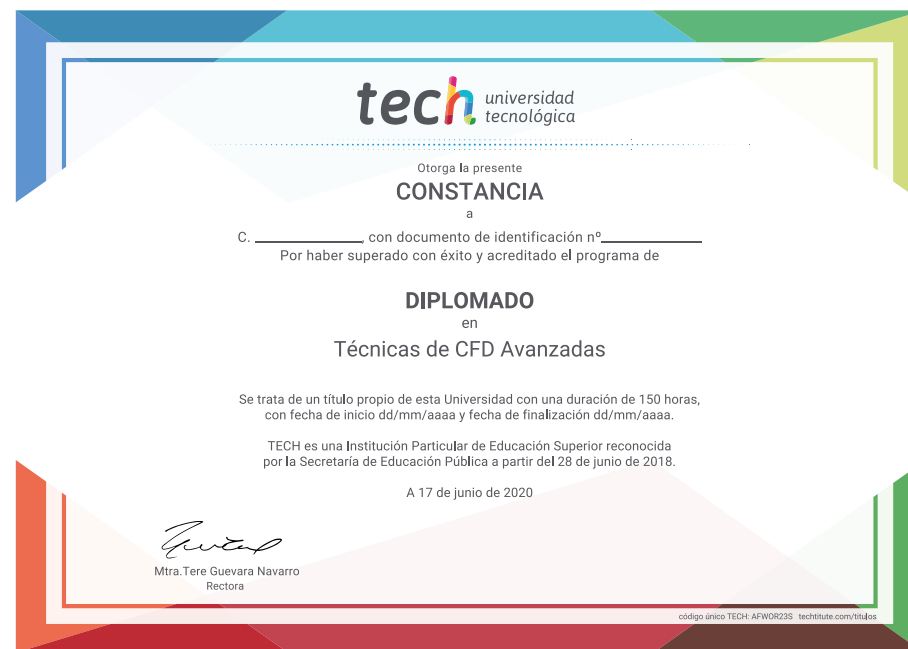 tech universidad
tecnológica
Otorga la presente
CONSTANCIA
a
C. ____________, con documento de identificación nº____________
Por haber superado con éxito y acreditado el programa de
DIPLOMADO
en
Técnicas de CFD Avanzadas
Se trata de un título propio de esta Universidad con una duración de 150 horas,
con fecha de inicio dd/mm/aaaa y fecha de finalización dd/mm/aaaa.
TECH es una Institución Particular de Educación Superior reconocida
por la Secretaría de Educación Pública a partir del 28 de junio de 2018.
A 17 de junio de 2020
Mtra.Tere Guevara Navarro
Rectora
código único TECH: AFWOR23S techtitute.com/titulos